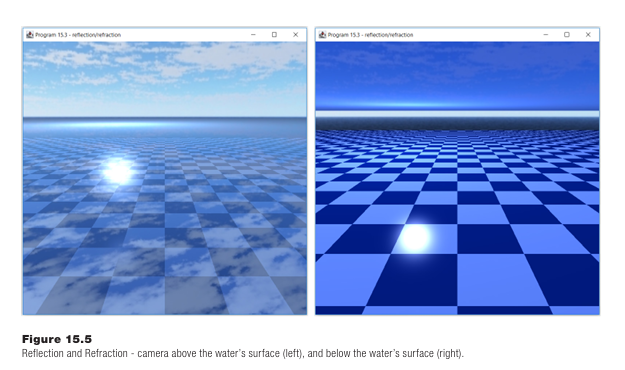 Program 15.3 - reflection/refraction
Program 15.3 - reflection/refraction
Figure 15.5
Reflection and Refraction - camera above the water's surface (left), and below the water's surface (right).